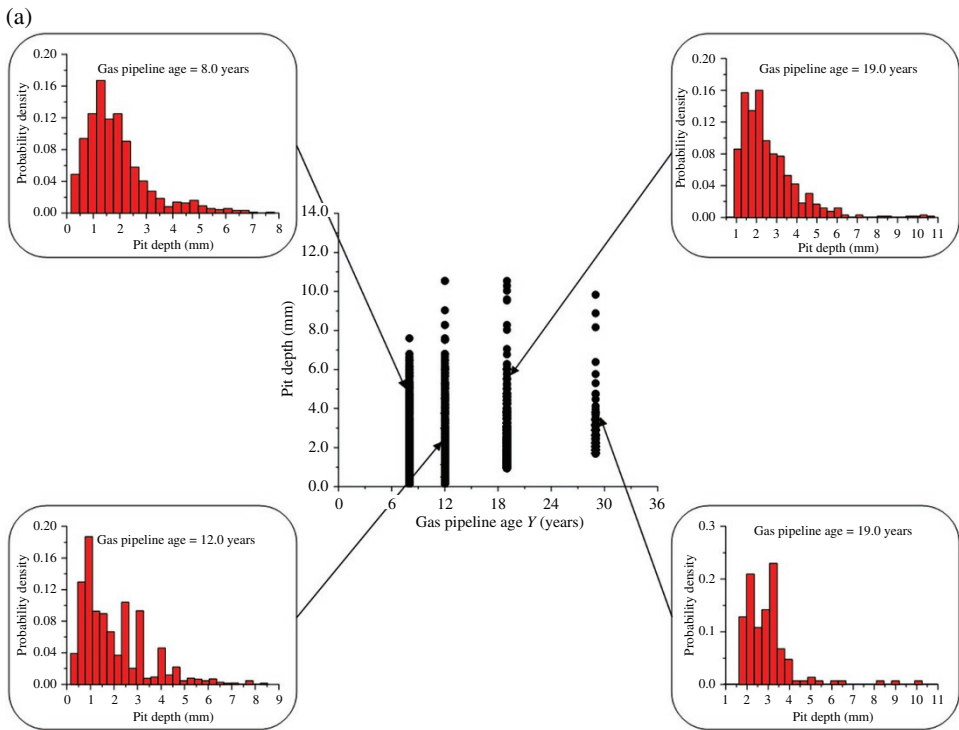 (a)
0.20
0.16
0.12
0.08
0.04
0.00
Probability density
Gas pipeline age = 8.0 years
0 1 2 3 4 5 6 7 8
Pit depth (mm)
0.20
0.16
0.12
0.08
0.04
0.00
Probability density
Gas pipeline age = 19.0 years
1 2 3 4 5 6 7 8 9 10 11
Pit depth (mm)
14.0
12.0
10.0
8.0
6.0
4.0
2.0
0.0
Pit depth (mm)
0 6 12 18 24 30 36
Gas pipeline age Y (years)
0.20
0.16
0.12
0.08
0.04
0.00
Probability density
Gas pipeline age = 12.0 years
0 1 2 3 4 5 6 7 8 9
Pit depth (mm)
0.3
0.2
0.1
0.0
Probability density
Gas pipeline age = 19.0 years
1 2 3 4 5 6 7 8 9 10 11
Pit depth (mm)